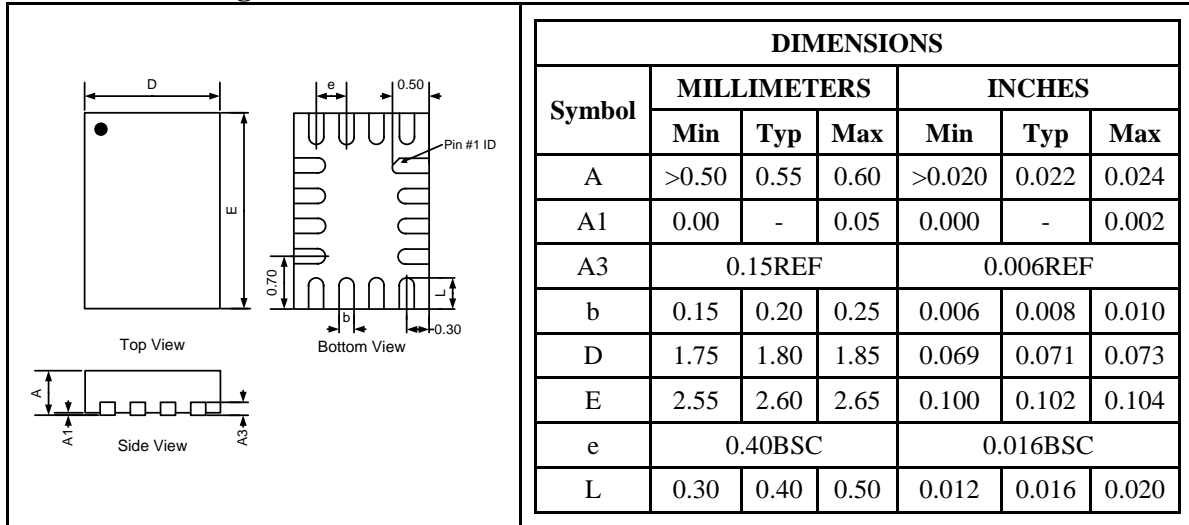 D
E
Top View
A
A1
A3
Side View
e
0.50
Pin #1 ID
0.70
b
L
0.30
Bottom View
DIMENSIONS
Symbol MILLIMETERS INCHES
Min Typ Max Min Typ Max
A >0.50 0.55 0.60 >0.020 0.022 0.024
A1 0.00 - 0.05 0.000 - 0.002
A3 0.15REF 0.006REF
b 0.15 0.20 0.25 0.006 0.008 0.010
D 1.75 1.80 1.85 0.069 0.071 0.073
E 2.55 2.60 2.65 0.100 0.102 0.104
e 0.40BSC 0.016BSC
L 0.30 0.40 0.50 0.012 0.016 0.020